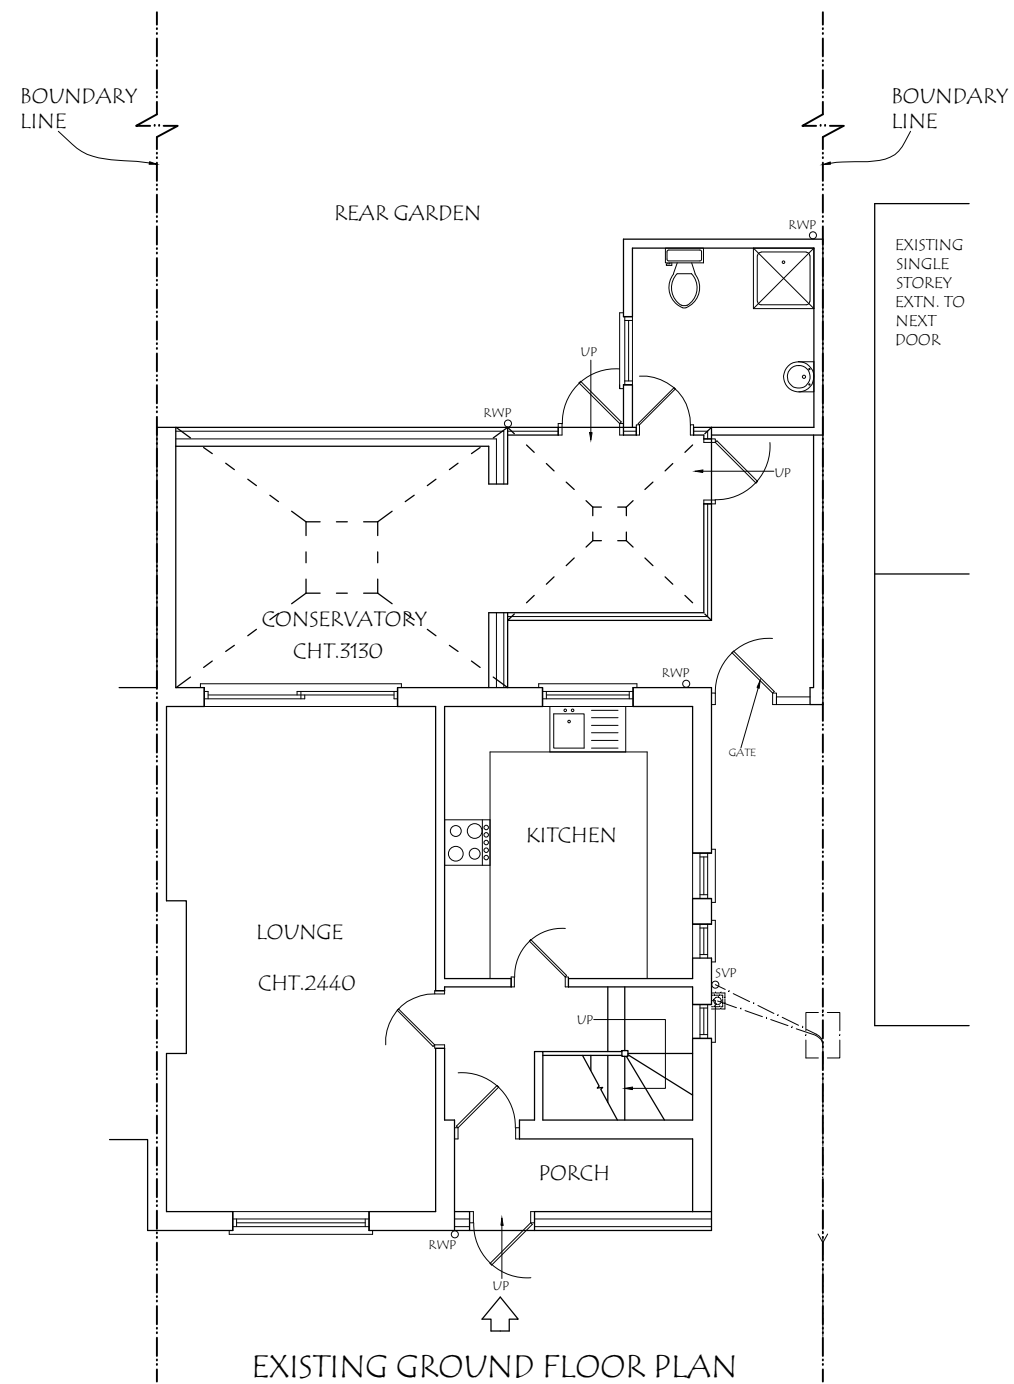 BOUNDARY
LINE
BOUNDARY
LINE
REAR GARDEN
RWP
EXISTING
SINGLE
STOREY
EXTN. TO
NEXT
DOOR
UP
RWP
UP
CONSERVATORY
CHT.3130
RWP
GATE
KITCHEN
LOUNGE
CHT.2440
SVP
UP
PORCH
RWP
UP
EXISTING GROUND FLOOR PLAN